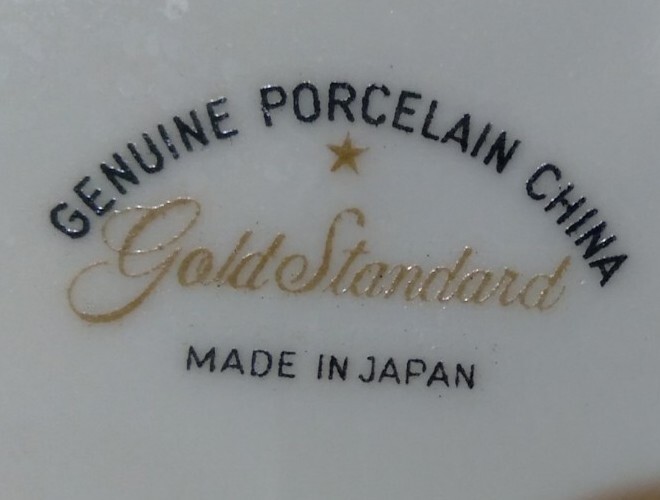 GENUINE PORCELAIN CHINA
Gold Standard
MADE IN JAPAN